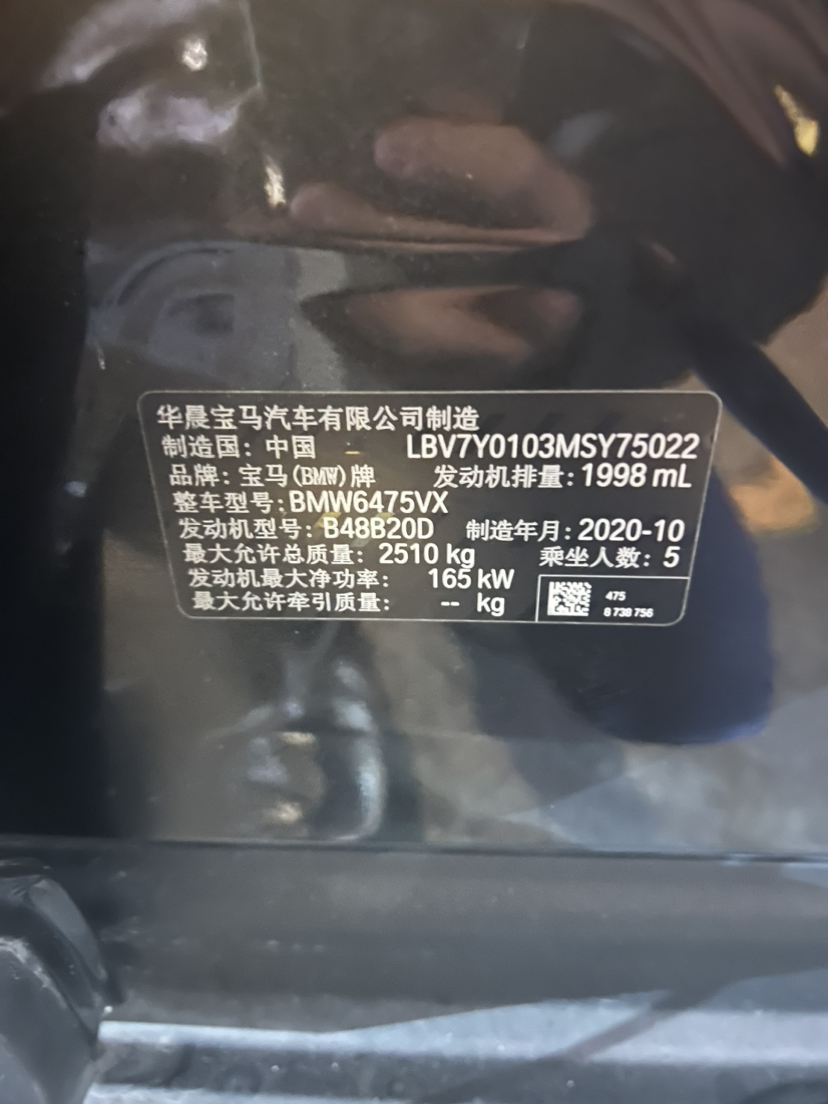 华晨宝马汽车有限公司制造
制造国：中国 LBV7Y0103MSY75022
品牌：宝马(BMW)牌 发动机排量：1998 mL
整车型号：BMW6475VX
发动机型号：B48B20D 制造年月：2020-10
最大允许总质量：2510 kg 乘坐人数：5
发动机最大净功率：165 kW
最大允许牵引质量：-- kg
475
8 738 756